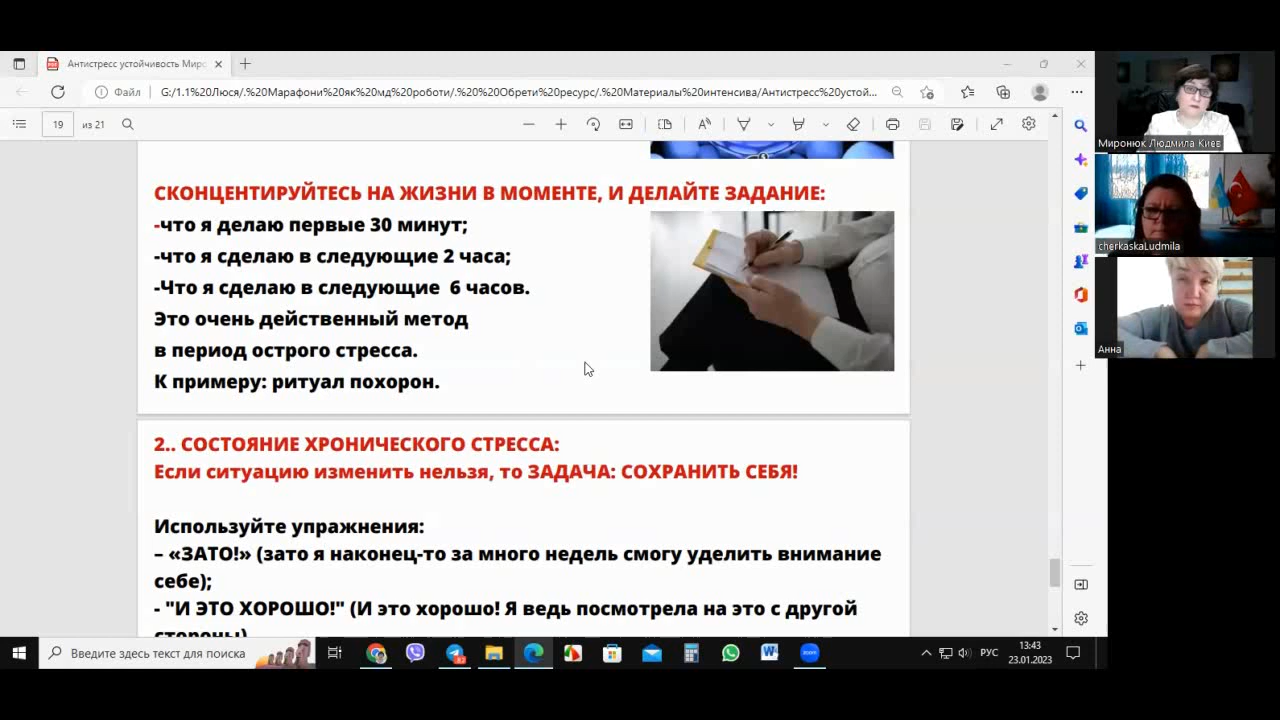 Антистресс устойчивость Миро
Файл
G:/1.1%20Люся/.%20Марафони%20як%20мд%20роботи/.%20%20Обрети%20ресурс/.%20Материалы%20интенсива/Антистресс%20устой...
19 из 21
СКОНЦЕНТИРУЙТЕСЬ НА ЖИЗНИ В МОМЕНТЕ, И ДЕЛАЙТЕ ЗАДАНИЕ:
-что я делаю первые 30 минут;
-что я сделаю в следующие 2 часа;
-Что я сделаю в следующие 6 часов.
Это очень действенный метод
в период острого стресса.
К примеру: ритуал похорон.
2.. СОСТОЯНИЕ ХРОНИЧЕСКОГО СТРЕССА:
Если ситуацию изменить нельзя, то ЗАДАЧА: СОХРАНИТЬ СЕБЯ!
Используйте упражнения:
– «ЗАТО!» (зато я наконец-то за много недель смогу уделить внимание
себе);
- "И ЭТО ХОРОШО!" (И это хорошо! Я ведь посмотрела на это с другой
стороны)
Миронюк Людмила Киев
cherkaskaLudmila
Анна
Введите здесь текст для поиска
zoom
РУС
13:43
23.01.2023